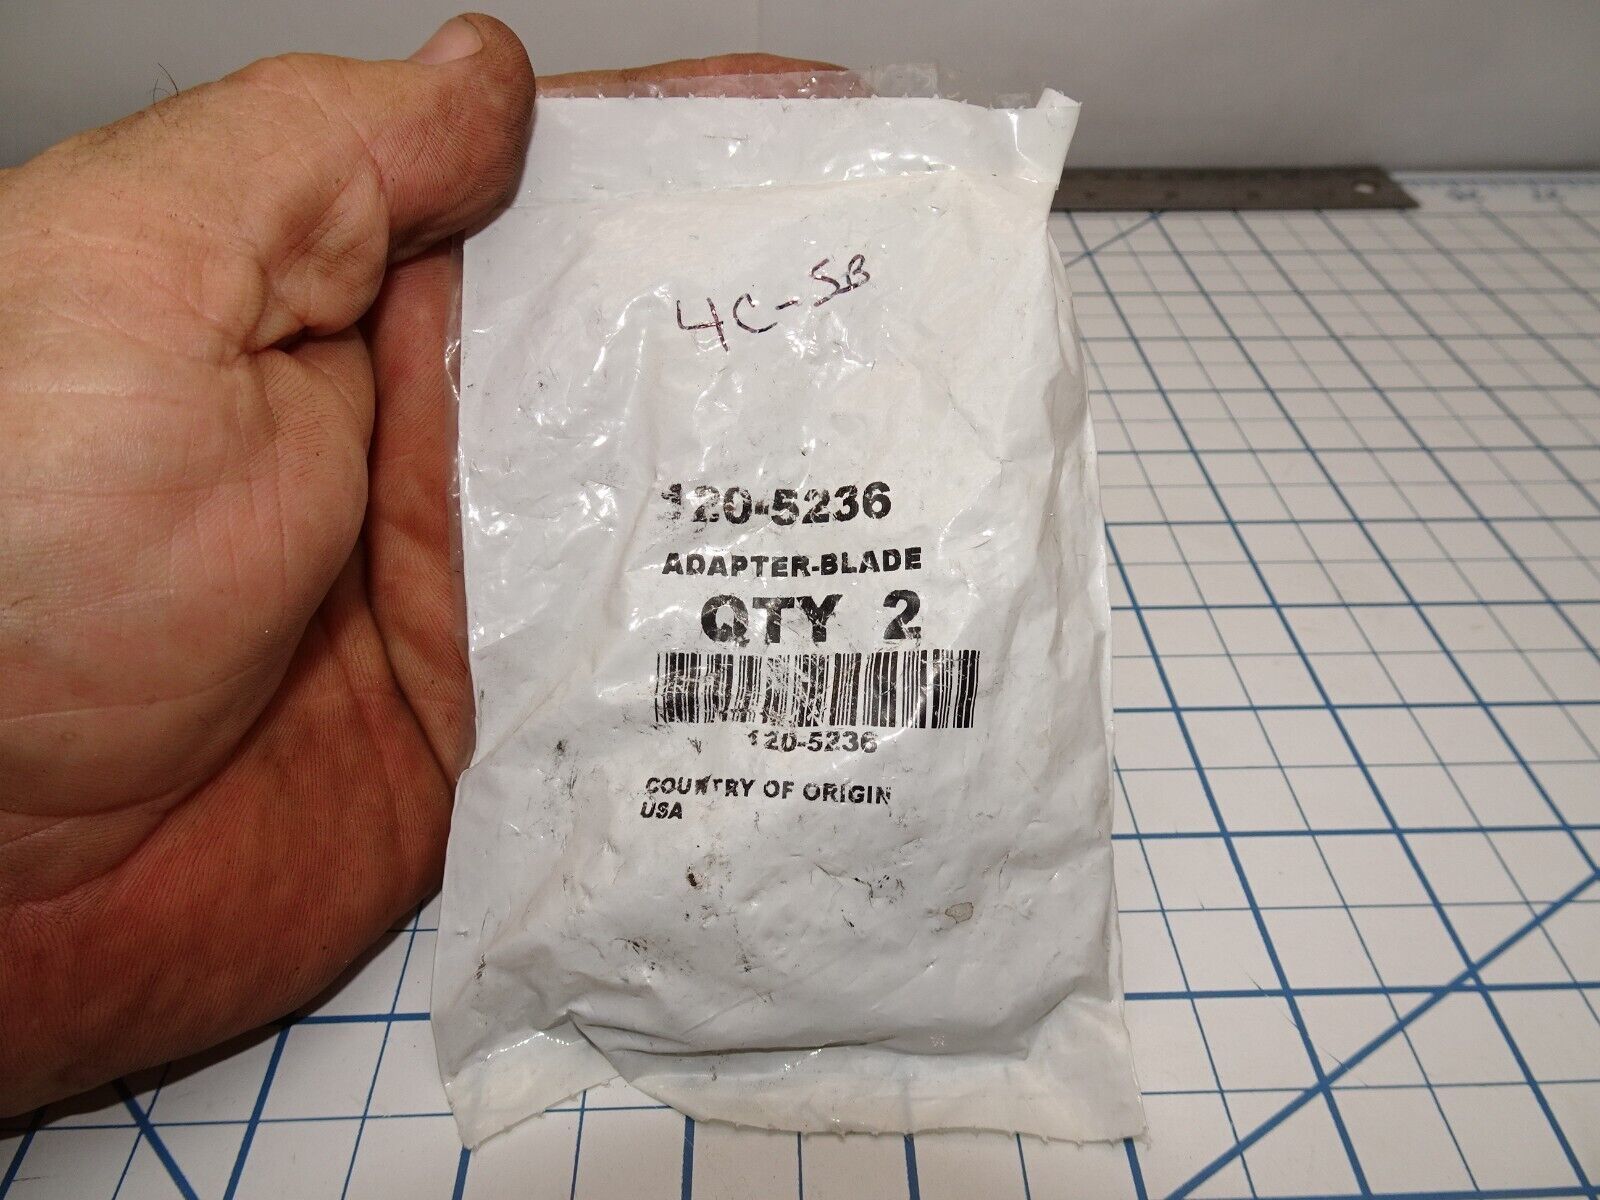 4C-5B
120-5236
ADAPTER-BLADE
QTY 2
120-5236
COUNTRY OF ORIGIN
USA